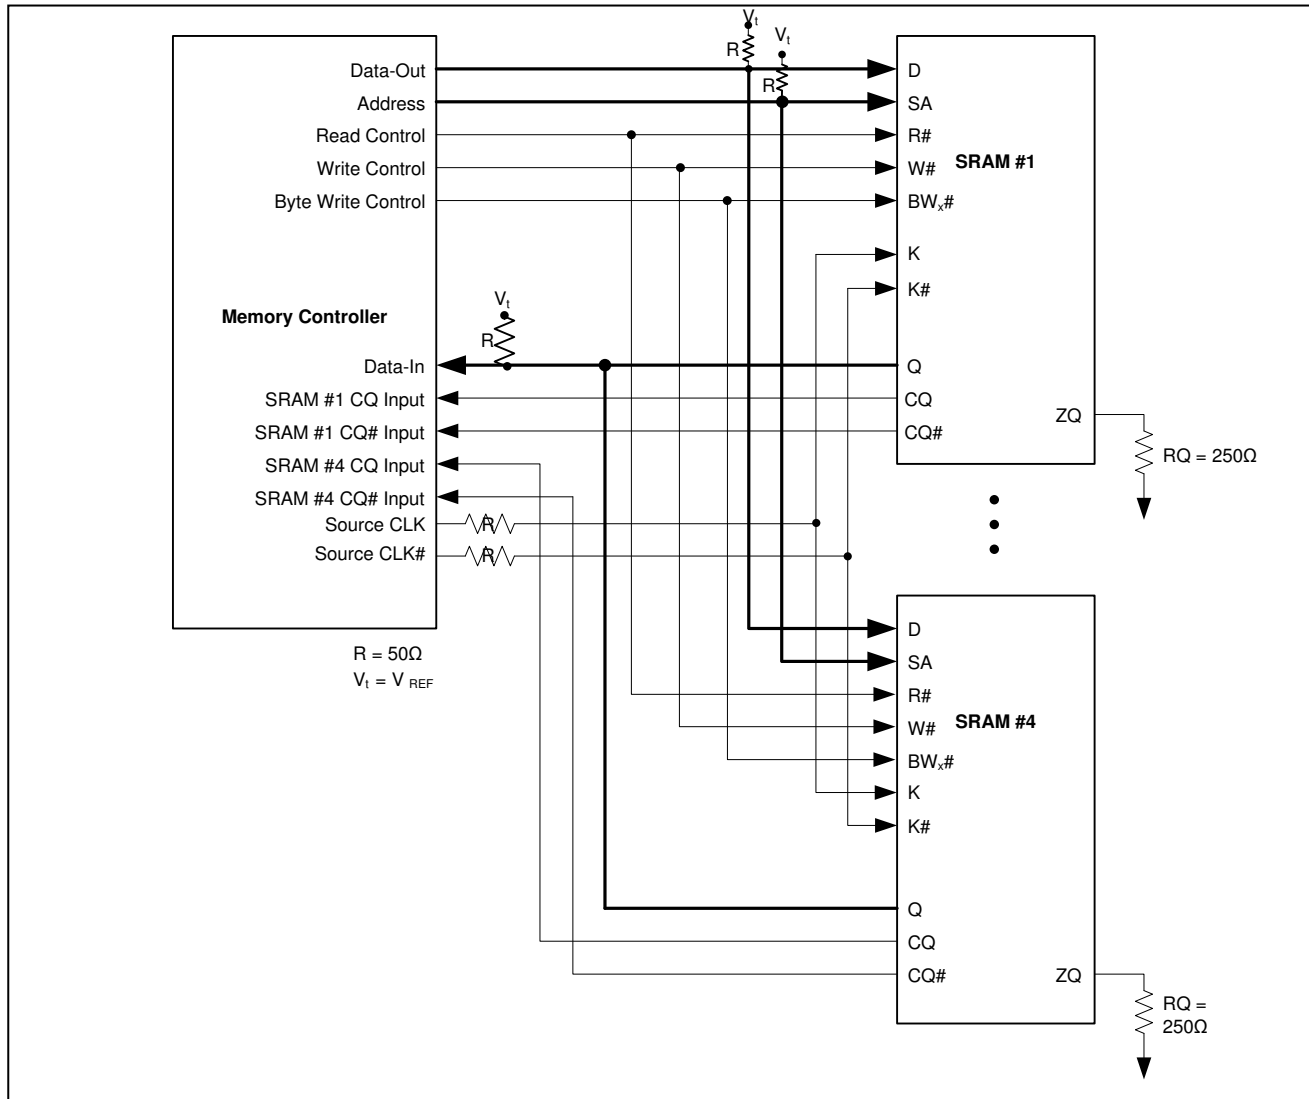 Vt
Vt
R
R
Data-Out
Address
Read Control
Write Control
Byte Write Control
D
SA
R#
W#
BWx#
K
K#
SRAM #1
Memory Controller
Vt
R
Data-In
SRAM #1 CQ Input
SRAM #1 CQ# Input
SRAM #4 CQ Input
SRAM #4 CQ# Input
Source CLK
Source CLK#
R
R
Q
CQ
CQ#
ZQ
RQ = 250Ω
R = 50Ω
Vt = V REF
D
SA
R#
W#
BWx#
K
K#
SRAM #4
Q
CQ
CQ#
ZQ
RQ =
250Ω